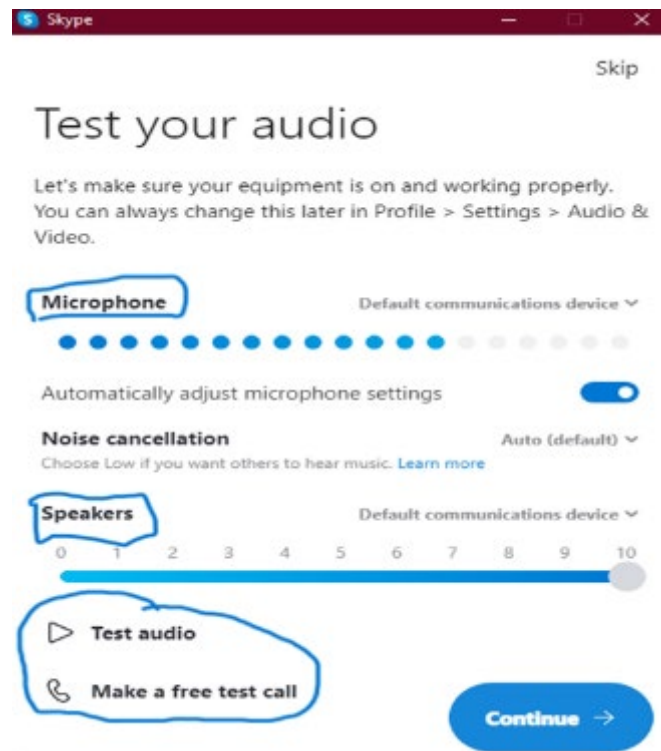 Skype
Skip
Test your audio
Let's make sure your equipment is on and working properly.
You can always change this later in Profile > Settings > Audio &
Video.
Microphone Default communications device
Automatically adjust microphone settings
Noise cancellation Auto (default)
Choose Low if you want others to hear music. Learn more
Speakers Default communications device
0 1 2 3 4 5 6 7 8 9 10
Test audio
Make a free test call
Continue →